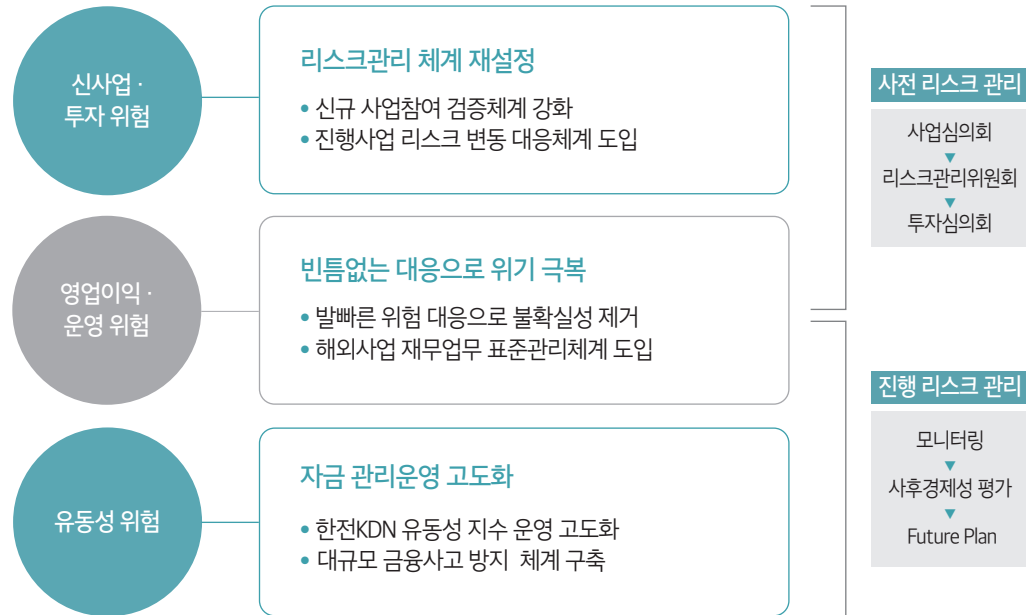 신사업 ·
투자 위험
리스크관리 체계 재설정
• 신규 사업참여 검증체계 강화
• 진행사업 리스크 변동 대응체계 도입
영업이익 ·
운영 위험
빈틈없는 대응으로 위기 극복
• 발빠른 위험 대응으로 불확실성 제거
• 해외사업 재무업무 표준관리체계 도입
유동성 위험
자금 관리운영 고도화
• 한전KDN 유동성 지수 운영 고도화
• 대규모 금융사고 방지 체계 구축
사전 리스크 관리
사업심의회
▼
리스크관리위원회
▼
투자심의회
진행 리스크 관리
모니터링
▼
사후경제성 평가
▼
Future Plan